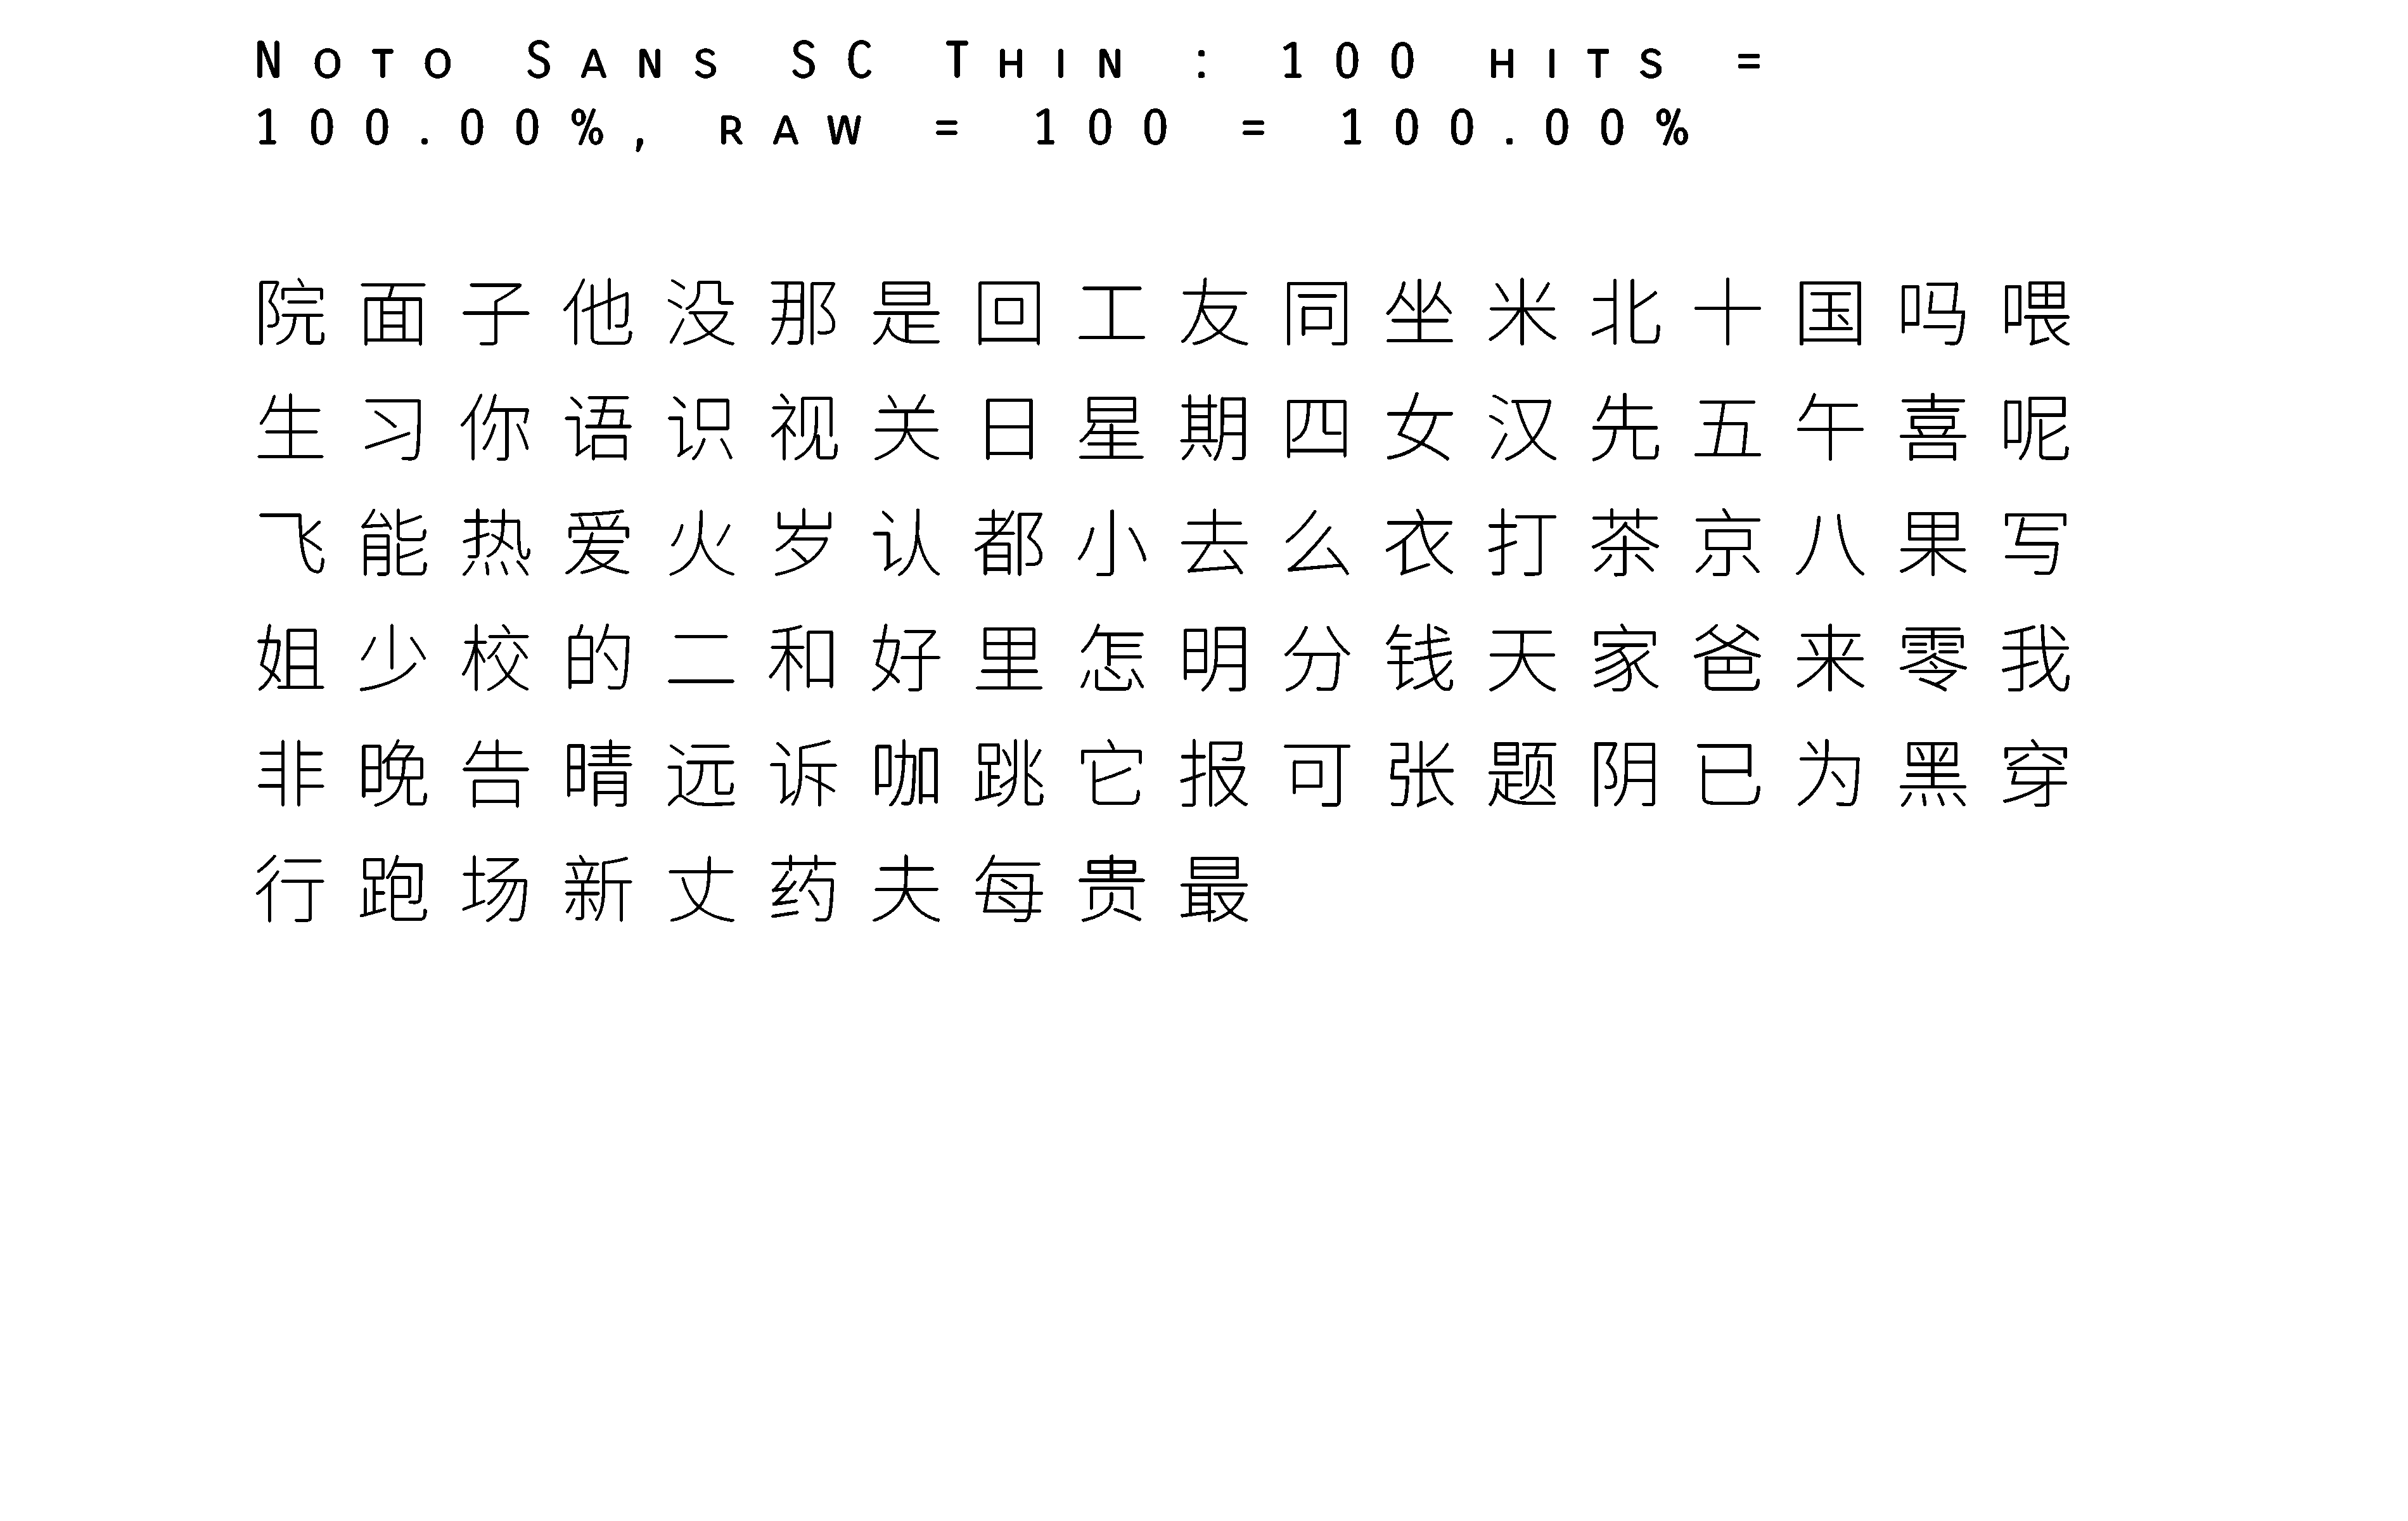 Noto Sans SC Thin : 100 hits =
100.00%, raw = 100 = 100.00%
院面子他没那是回工友同坐米北十国吗喂
生习你语识视关日星期四女汉先五午喜呢
飞能热爱火岁认都小去么衣打茶京八果写
姐少校的二和好里怎明分钱天家爸来零我
非晚告晴远诉咖跳它报可张题阴已为黑穿
行跑场新丈药夫每贵最